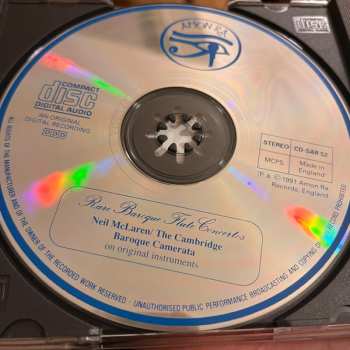 AMON RA
COMPACT
disc
DIGITAL AUDIO
AN ORIGINAL
DIGITAL RECORDING
DDD
STEREO CD-SAR 52
MCPS Made in
England
℗ & © 1991 Amon Ra
Records, England
Rare Baroque Flute Concertos
Neil McLaren/ The Cambridge
Baroque Camerata
on original instruments
ALL RIGHTS OF THE MANUFACTURER AND OF THE OWNER OF THE RECORDED WORK RESERVED · UNAUTHORISED PUBLIC PERFORMANCE BROADCASTING AND COPYING OF THIS RECORD PROHIBITED